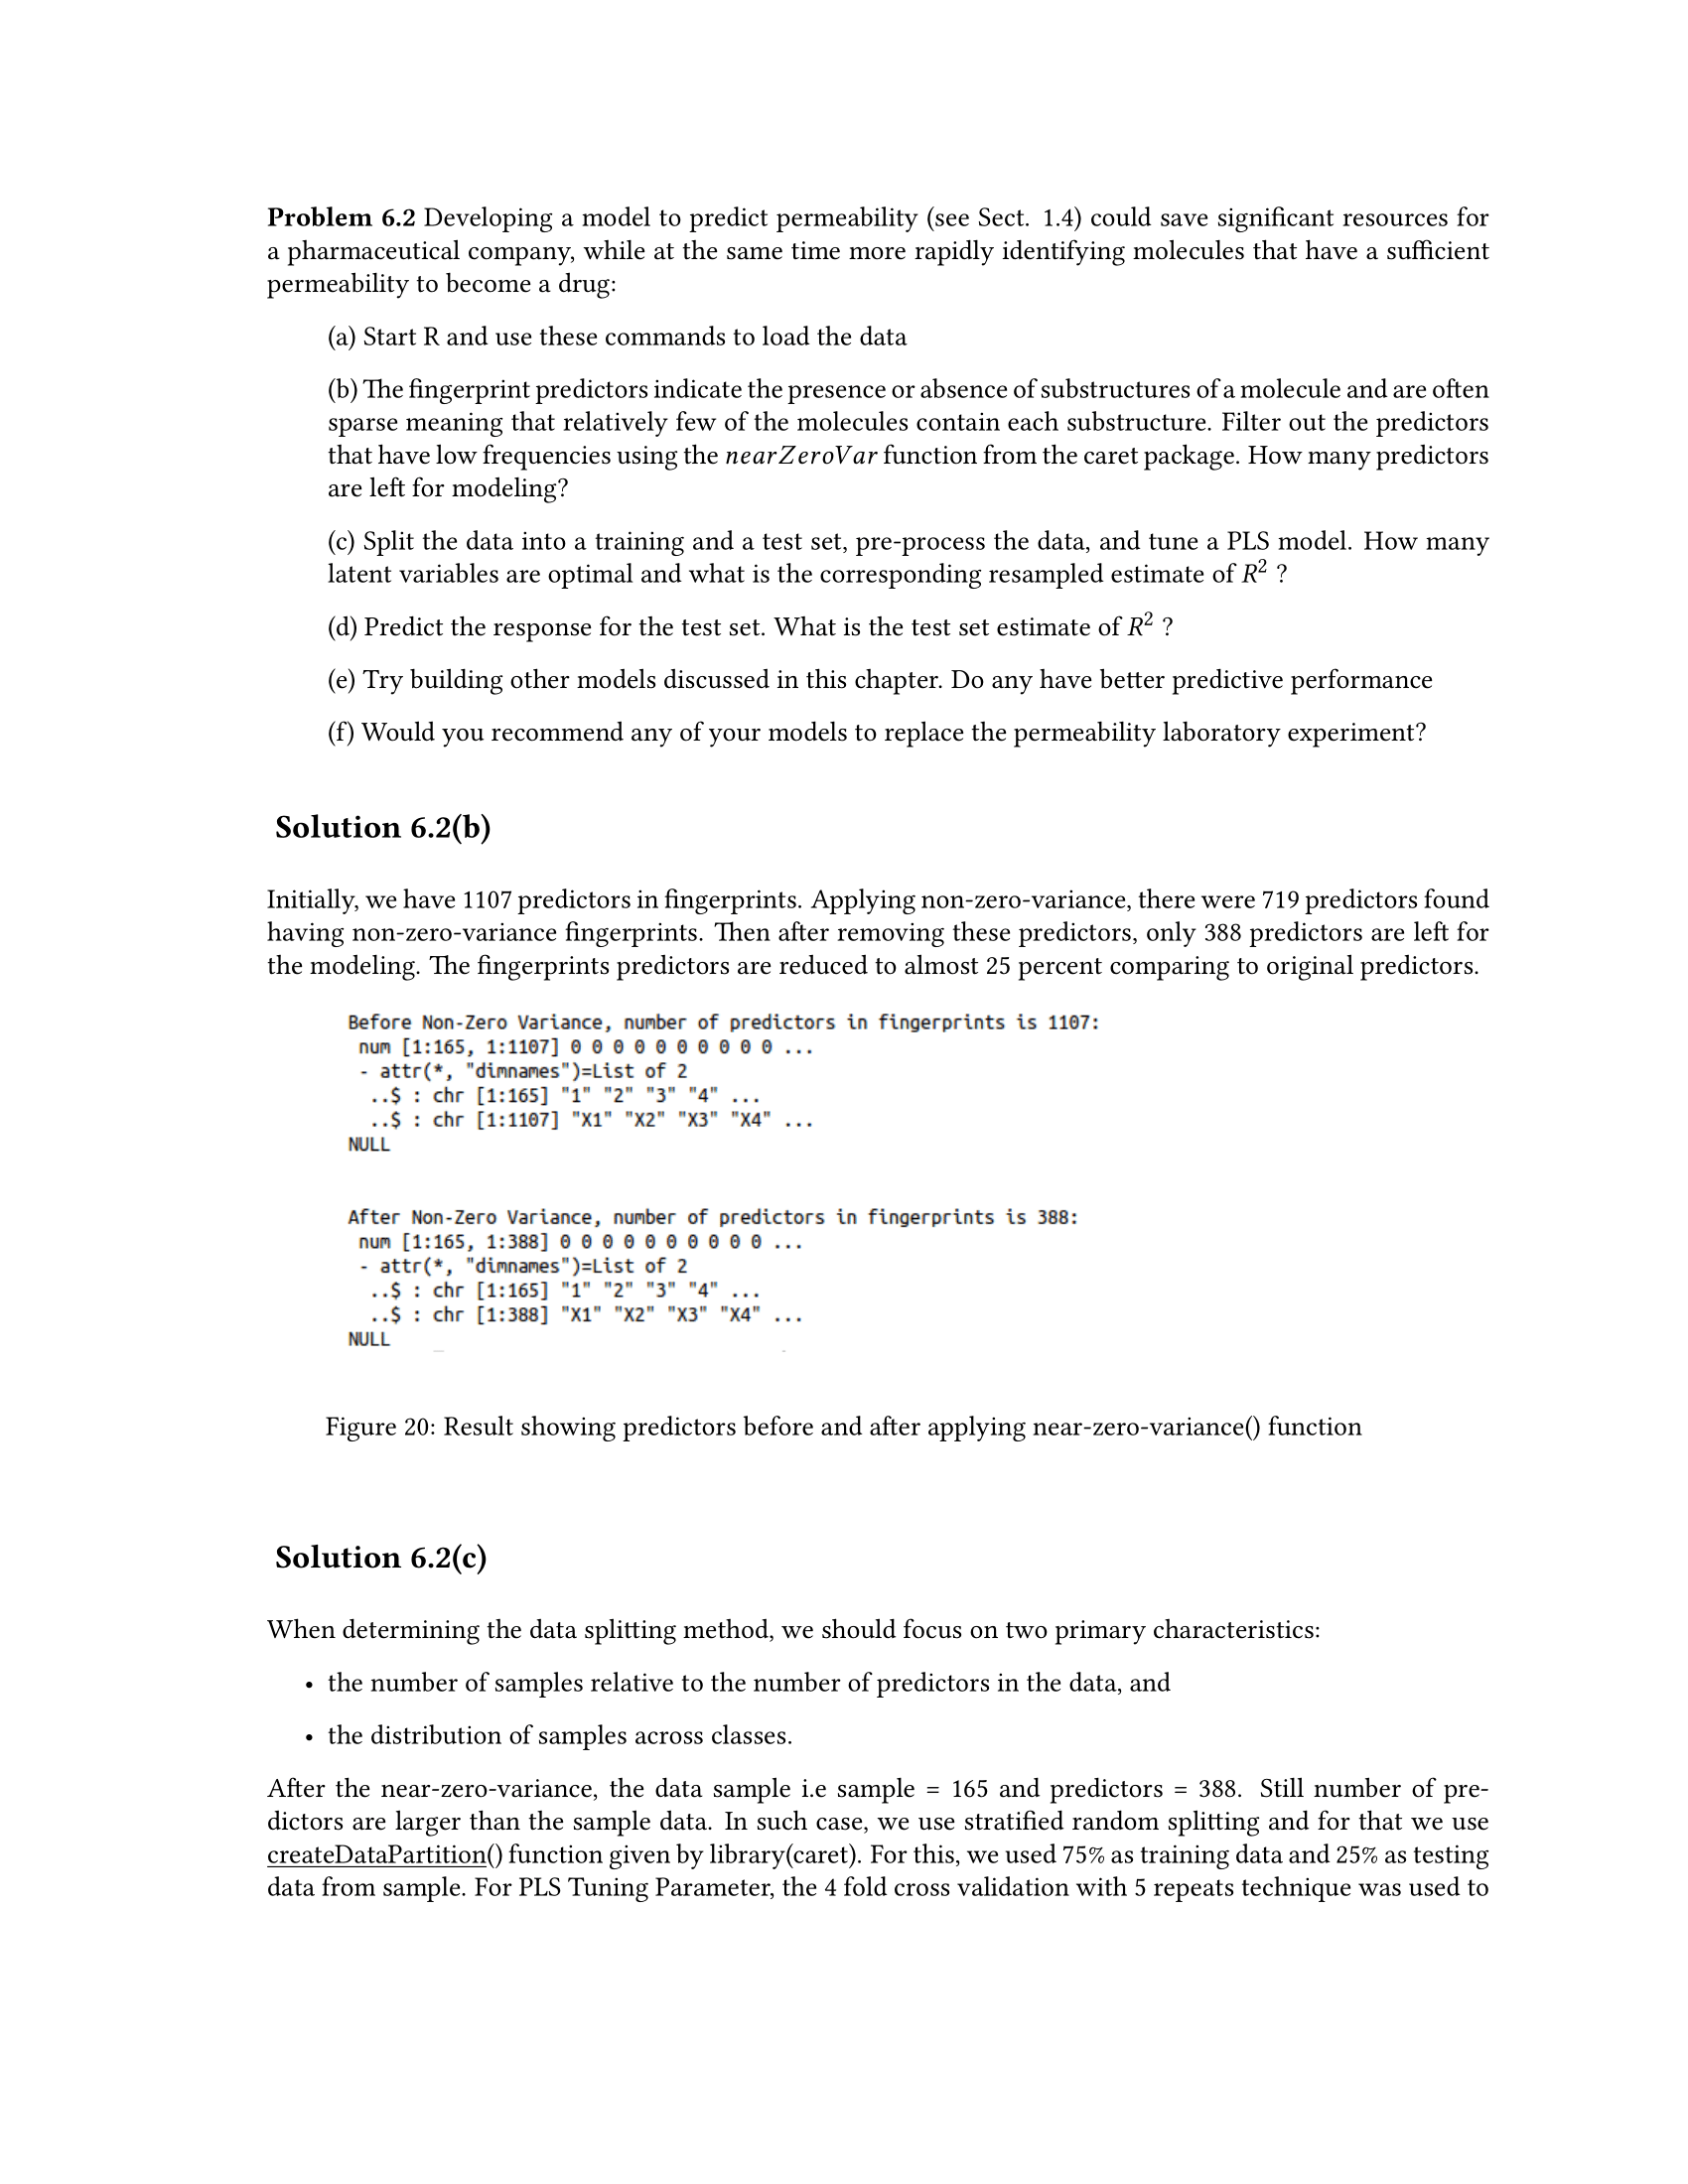 Problem 6.2 Developing a model to predict permeability (see Sect. 1.4) could save significant resources for
a pharmaceutical company, while at the same time more rapidly identifying molecules that have a sufficient
permeability to become a drug:
(a) Start R and use these commands to load the data
(b) The fingerprint predictors indicate the presence or absence of substructures of a molecule and are often
sparse meaning that relatively few of the molecules contain each substructure. Filter out the predictors
that have low frequencies using the nearZeroVar function from the caret package. How many predictors
are left for modeling?
(c) Split the data into a training and a test set, pre-process the data, and tune a PLS model. How many
latent variables are optimal and what is the corresponding resampled estimate of R² ?
(d) Predict the response for the test set. What is the test set estimate of R² ?
(e) Try building other models discussed in this chapter. Do any have better predictive performance
(f) Would you recommend any of your models to replace the permeability laboratory experiment?
Solution 6.2(b)
Initially, we have 1107 predictors in fingerprints. Applying non-zero-variance, there were 719 predictors found
having non-zero-variance fingerprints. Then after removing these predictors, only 388 predictors are left for
the modeling. The fingerprints predictors are reduced to almost 25 percent comparing to original predictors.
Before Non-Zero Variance, number of predictors in fingerprints is 1107:
num [1:165, 1:1107] 0 0 0 0 0 0 0 0 0 0 ...
- attr(*, "dimnames")=List of 2
..$ : chr [1:165] "1" "2" "3" "4" ...
..$ : chr [1:1107] "X1" "X2" "X3" "X4" ...
NULL
After Non-Zero Variance, number of predictors in fingerprints is 388:
num [1:165, 1:388] 0 0 0 0 0 0 0 0 0 0 ...
- attr(*, "dimnames")=List of 2
..$ : chr [1:165] "1" "2" "3" "4" ...
..$ : chr [1:388] "X1" "X2" "X3" "X4" ...
NULL
Figure 20: Result showing predictors before and after applying near-zero-variance() function
Solution 6.2(c)
When determining the data splitting method, we should focus on two primary characteristics:
• the number of samples relative to the number of predictors in the data, and
• the distribution of samples across classes.
After the near-zero-variance, the data sample i.e sample = 165 and predictors = 388. Still number of pre-
dictors are larger than the sample data. In such case, we use stratified random splitting and for that we use
createDataPartition() function given by library(caret). For this, we used 75% as training data and 25% as testing
data from sample. For PLS Tuning Parameter, the 4 fold cross validation with 5 repeats technique was used to